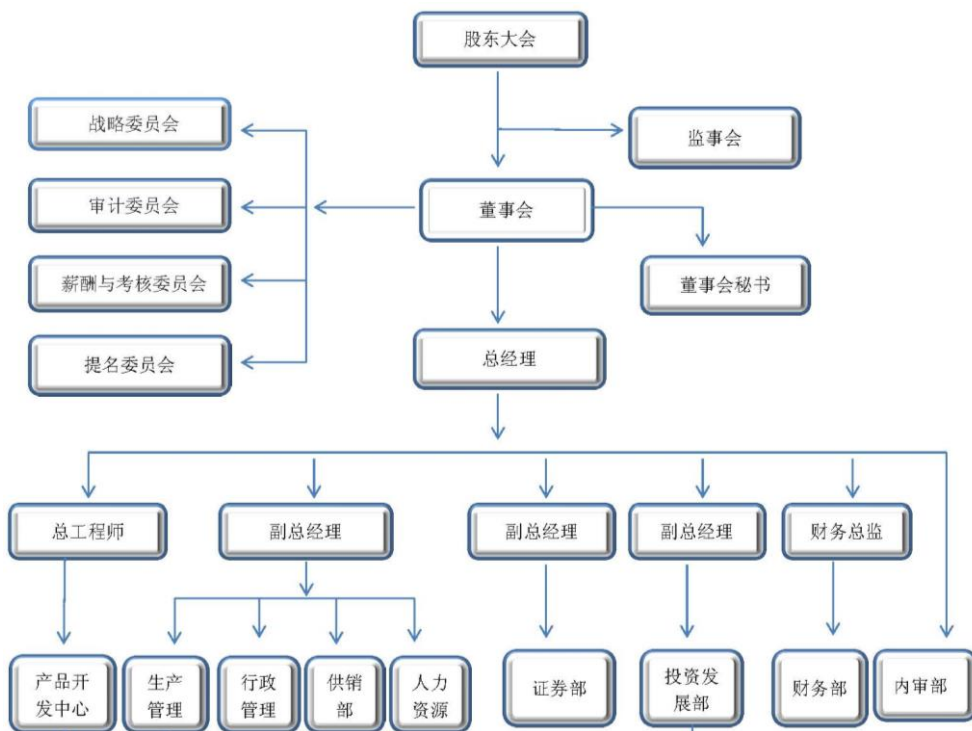 股东大会
战略委员会
监事会
审计委员会
董事会
薪酬与考核委员会
董事会秘书
提名委员会
总经理
总工程师
副总经理
副总经理
副总经理
财务总监
产品开
发中心
生产
管理
行政
管理
供销
部
人力
资源
证券部
投资发
展部
财务部
内审部